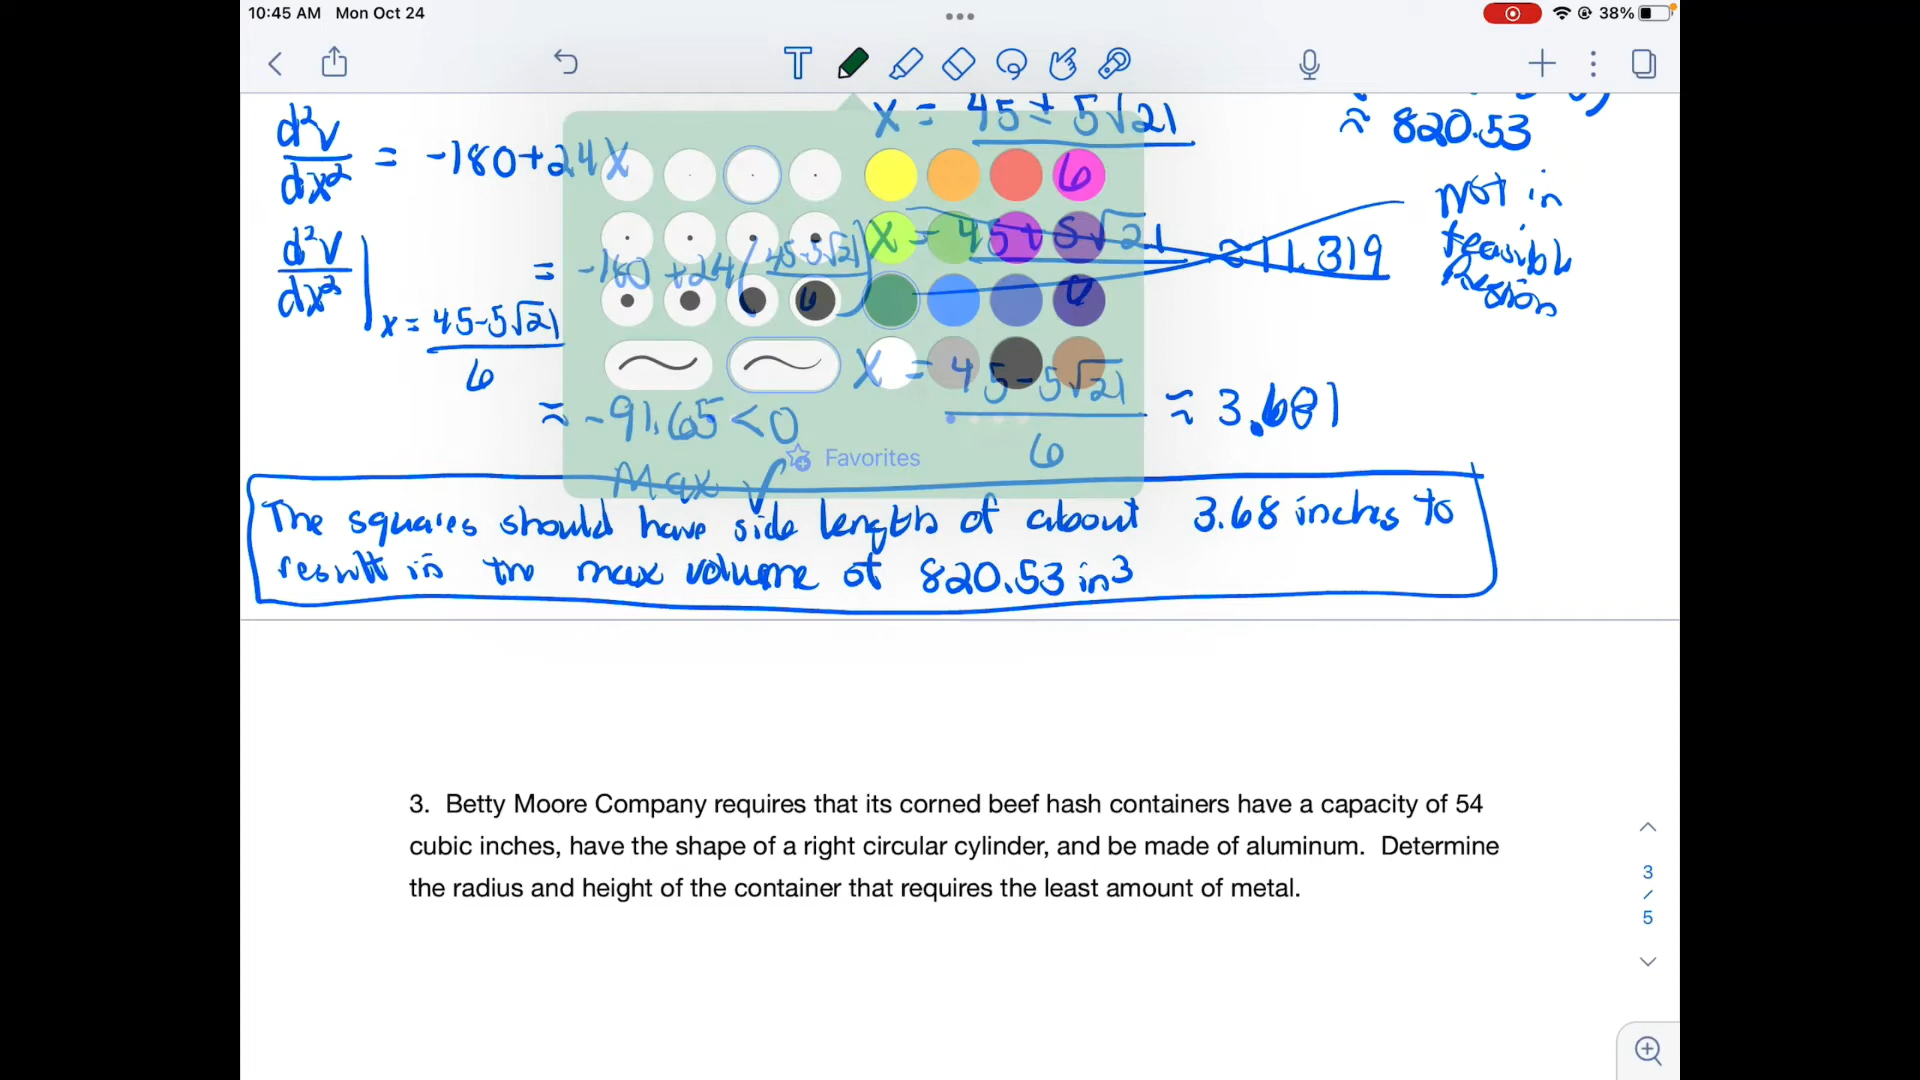 10:45 AM Mon Oct 24
38%
d²V/dx² = -180+24x
x = 45 ± 5√21 / 6
≈ 820.53
not in feasible region
x = 45+5√21 / 6 ≈ 11.319
d²V/dx² | x = 45-5√21 / 6 = -180 +24(45-5√21 / 6)
x = 45-5√21 / 6 ≈ 3.681
≈ -91.65 < 0
Max ✓
Favorites
The squares should have side length of about 3.68 inches to
result in the max volume of 820.53 in³
3. Betty Moore Company requires that its corned beef hash containers have a capacity of 54
cubic inches, have the shape of a right circular cylinder, and be made of aluminum. Determine
the radius and height of the container that requires the least amount of metal.
3
/
5